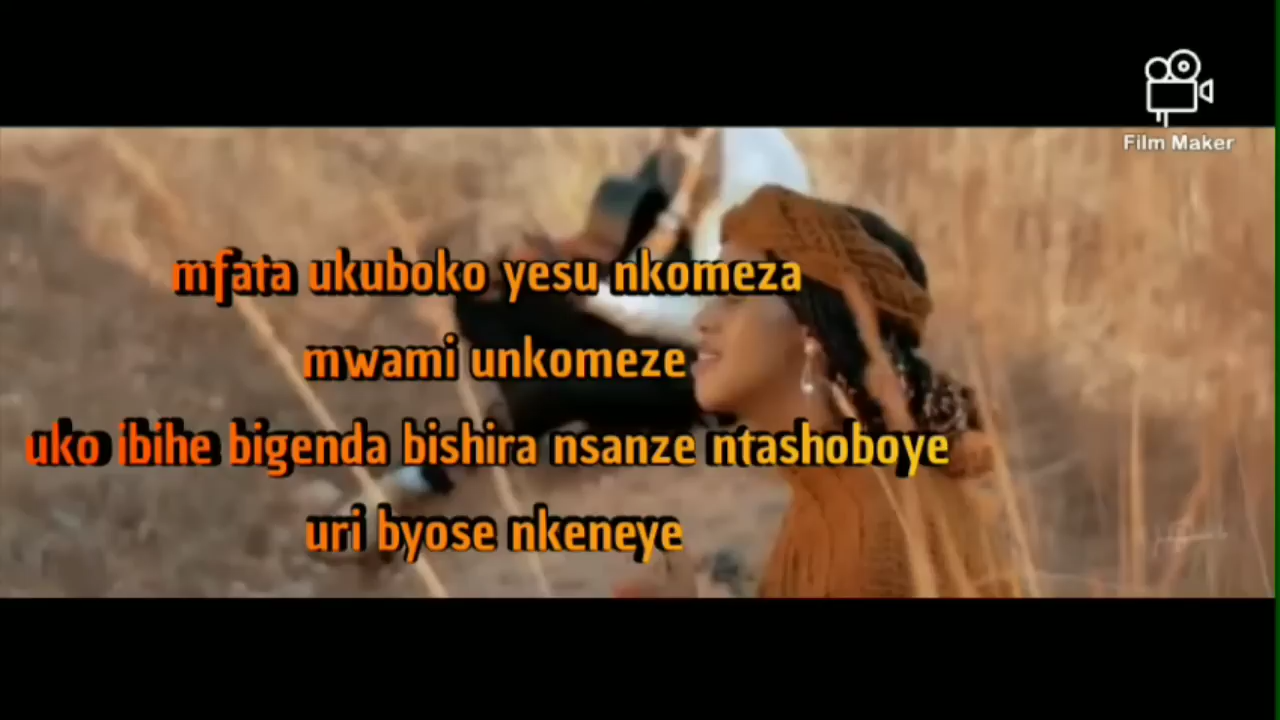 Film Maker
mfata ukuboko yesu nkomeza
mwami unkomeze
uko ibihe bigenda bishira nsanze ntashoboye
uri byose nkeneye